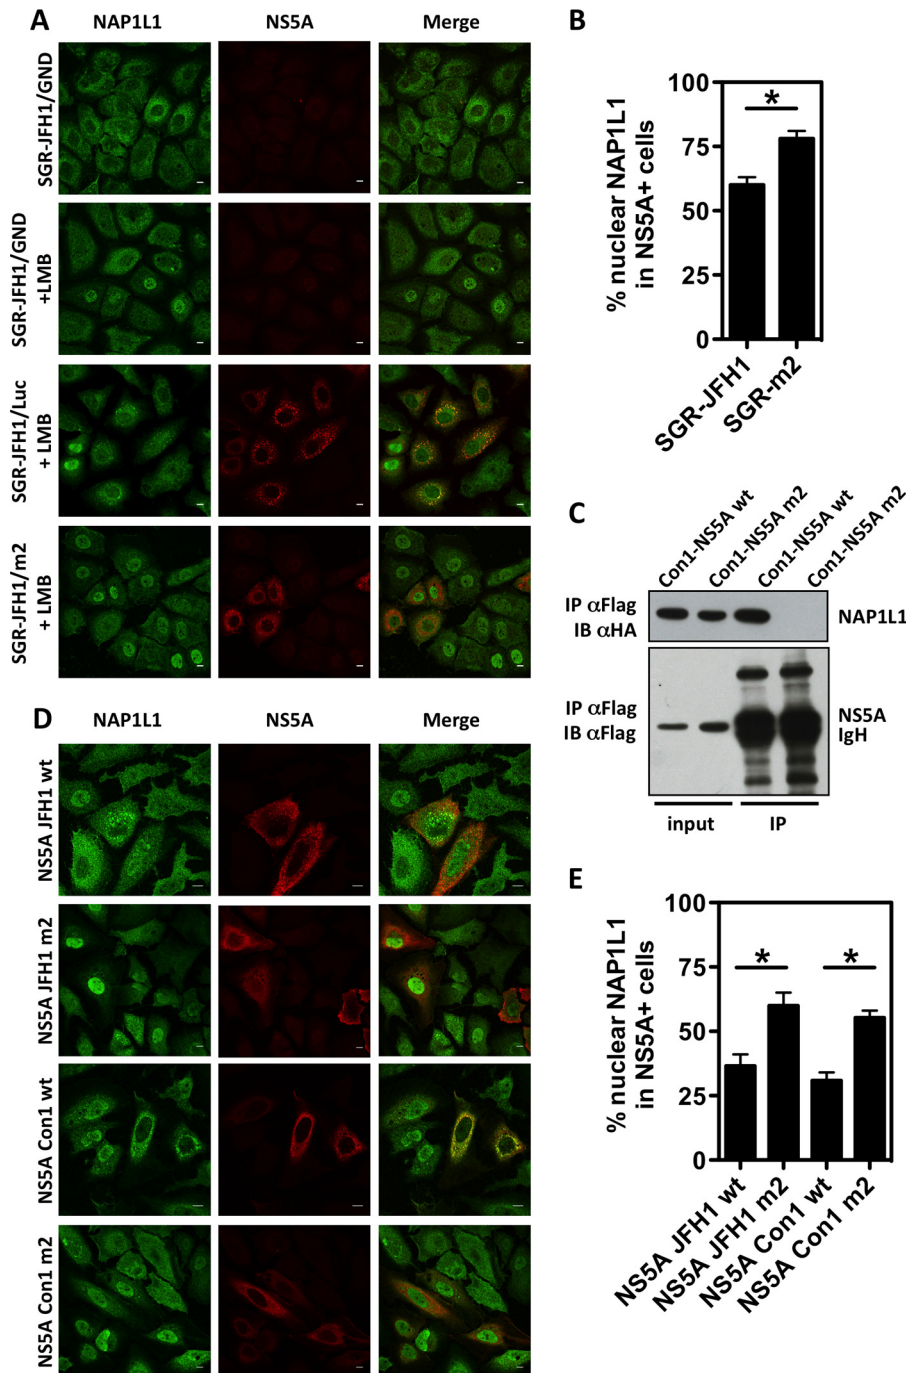 A
NAP1L1
NS5A
Merge
SGR-JFH1/GND
SGR-JFH1/GND
+LMB
SGR-JFH1/Luc
+ LMB
SGR-JFH1/m2
+ LMB
B
% nuclear NAP1L1
in NS5A+ cells
100
75
50
25
0
*
SGR-JFH1
SGR-m2
C
Con1-NS5A wt
Con1-NS5A m2
Con1-NS5A wt
Con1-NS5A m2
IP αFlag
IB αHA
NAP1L1
IP αFlag
IB αFlag
NS5A
IgH
input
IP
D
NAP1L1
NS5A
Merge
NS5A JFH1 wt
NS5A JFH1 m2
NS5A Con1 wt
NS5A Con1 m2
E
% nuclear NAP1L1
in NS5A+ cells
100
75
50
25
0
*
*
NS5A JFH1 wt
NS5A JFH1 m2
NS5A Con1 wt
NS5A Con1 m2